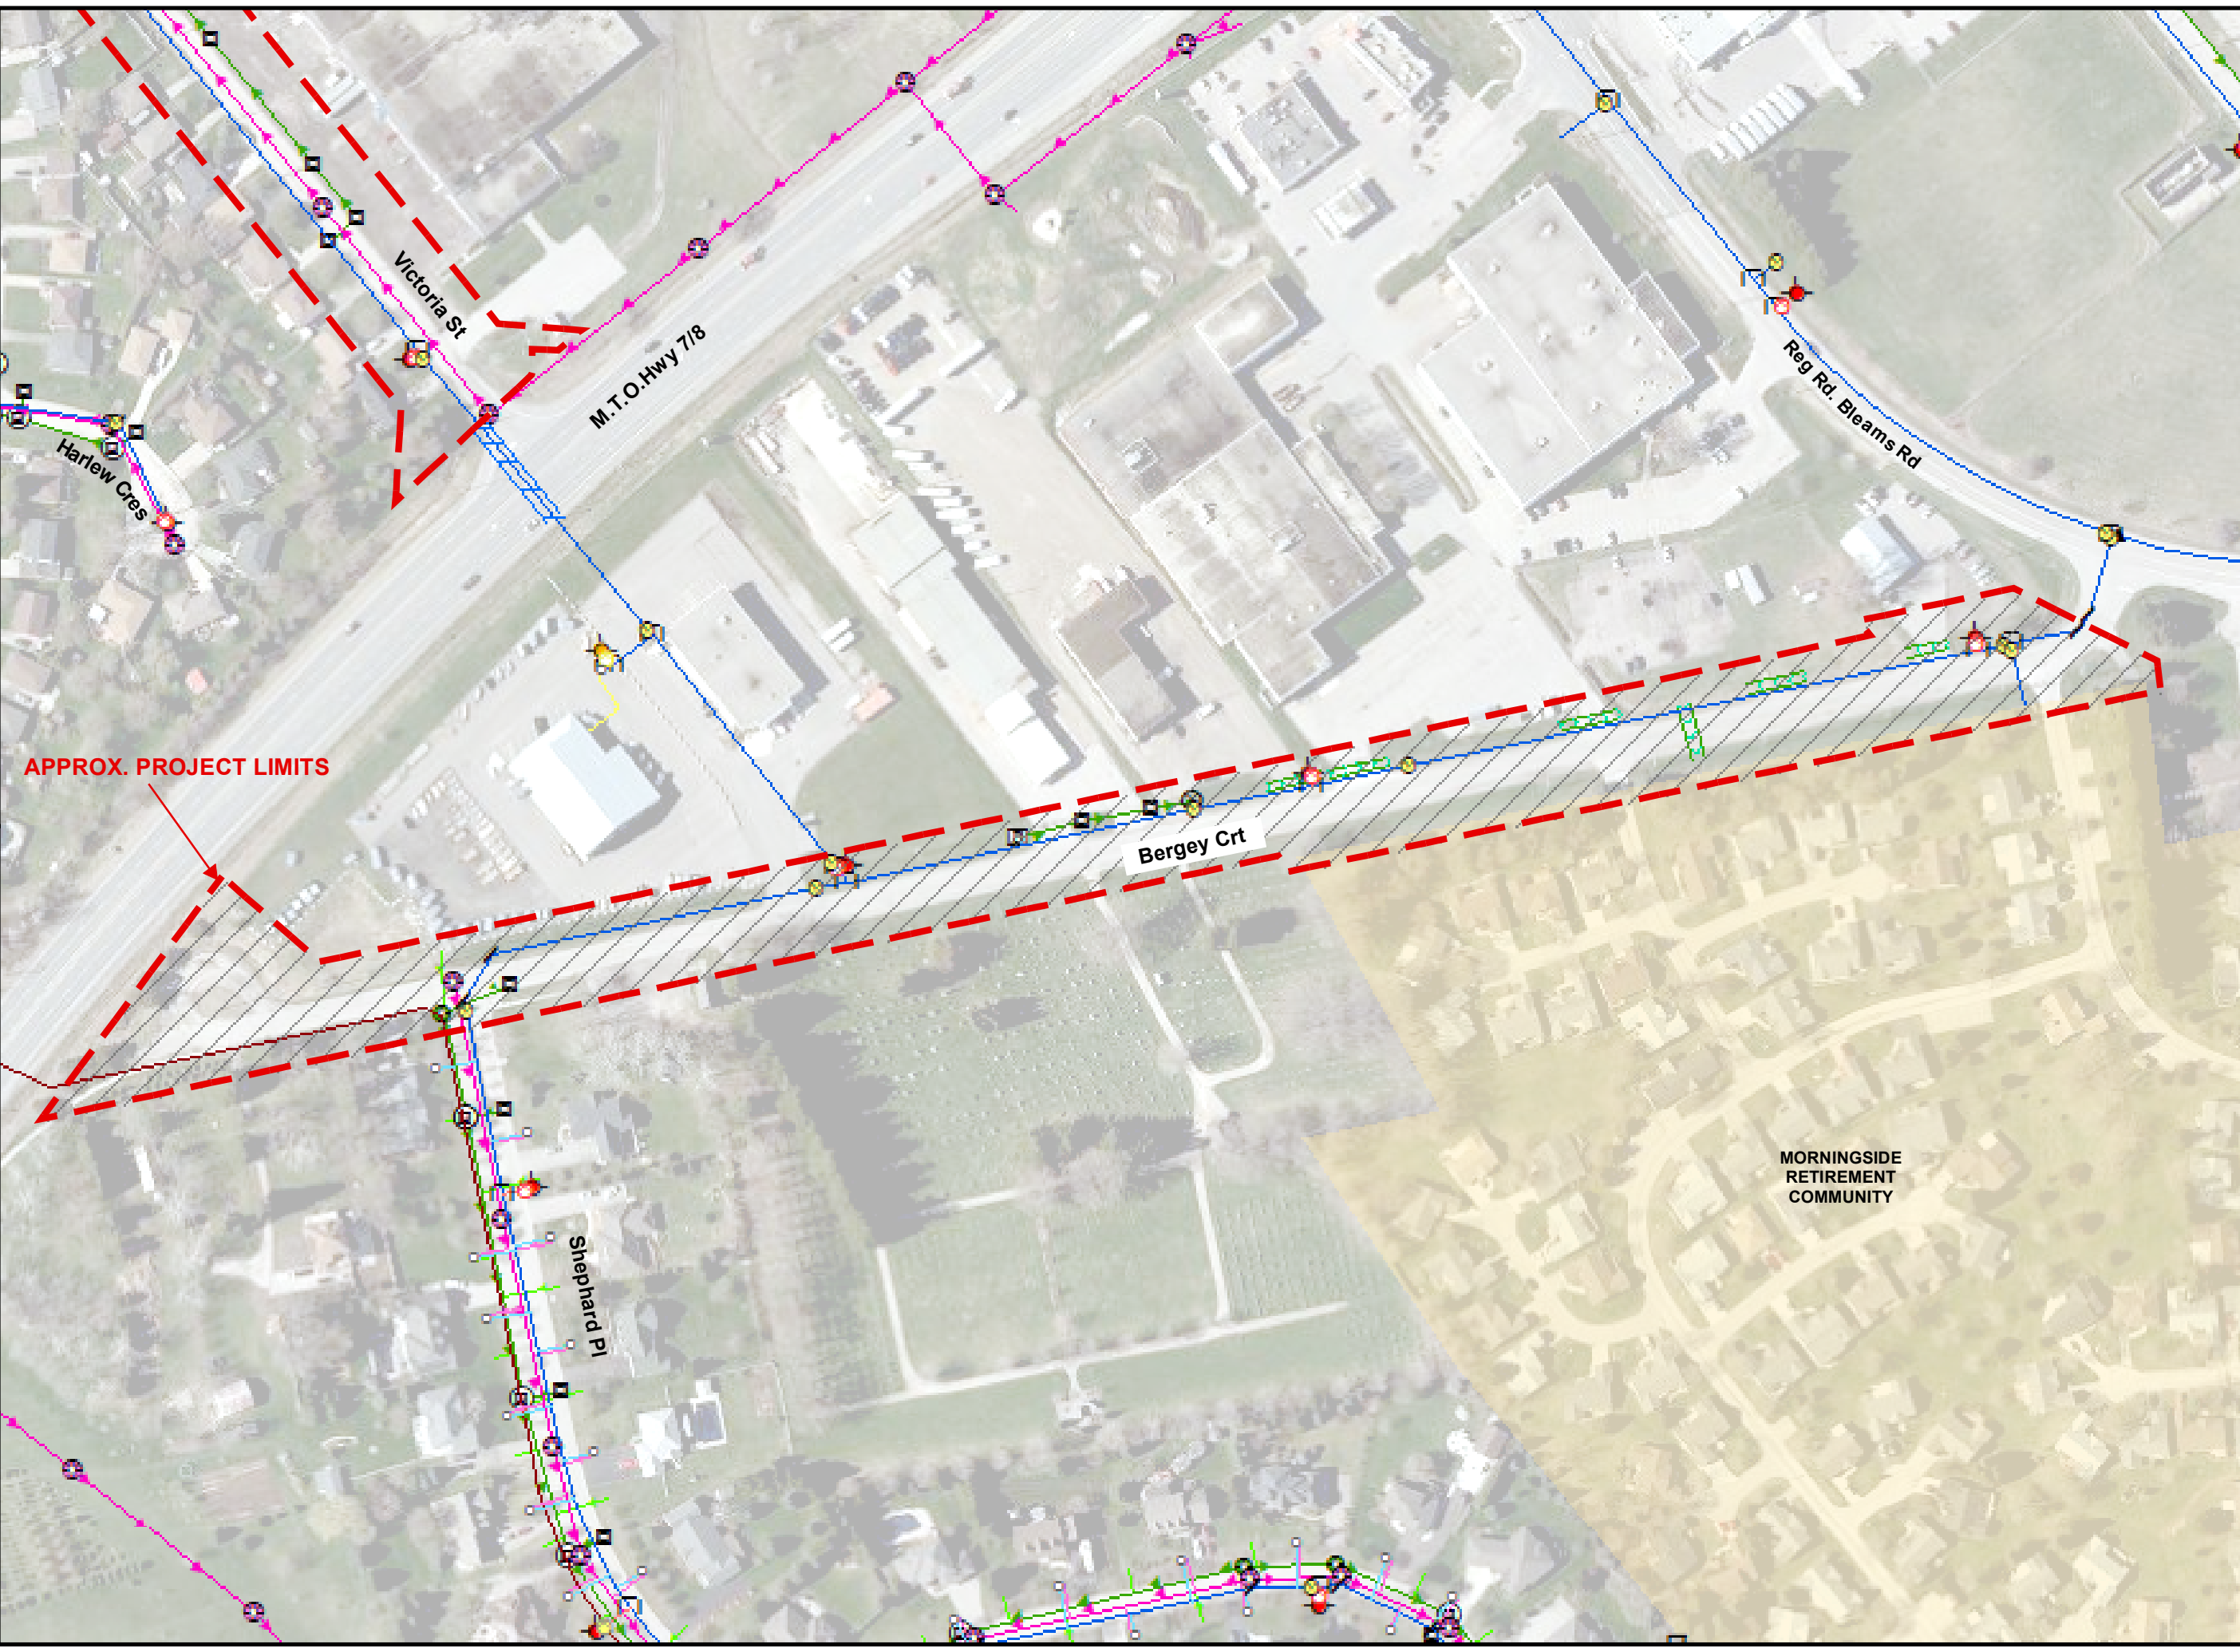 Victoria St
M.T.O.Hwy 7/8
Reg Rd. Bleams Rd
Harlew Cres
APPROX. PROJECT LIMITS
Bergey Crt
MORNINGSIDE
RETIREMENT
COMMUNITY
Shephard Pl